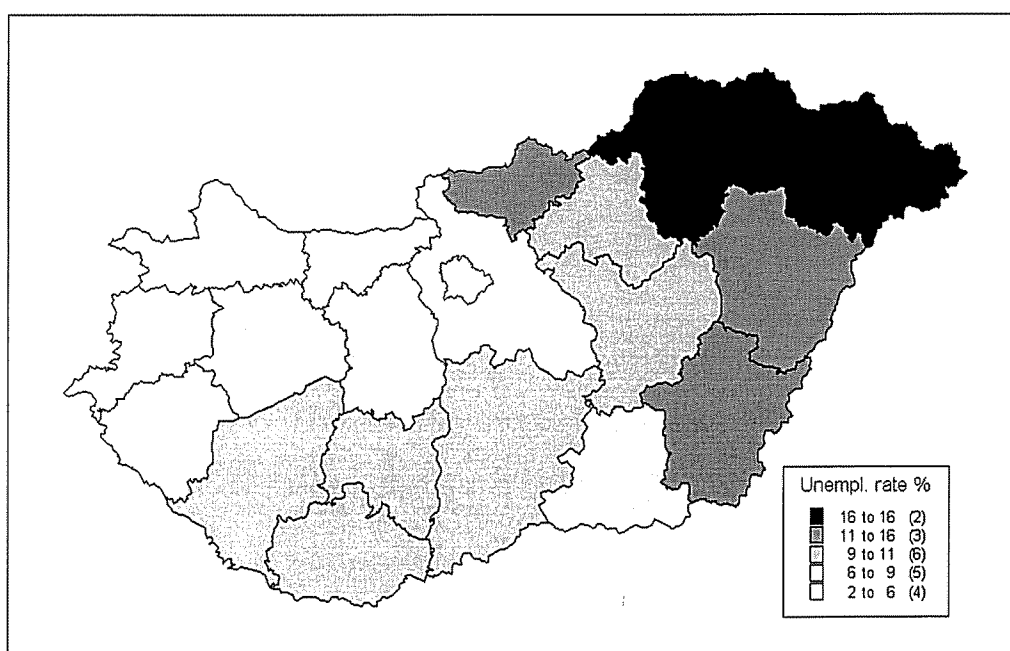 Unempl. rate %
16 to 16 (2)
11 to 16 (3)
9 to 11 (6)
6 to 9 (5)
2 to 6 (4)